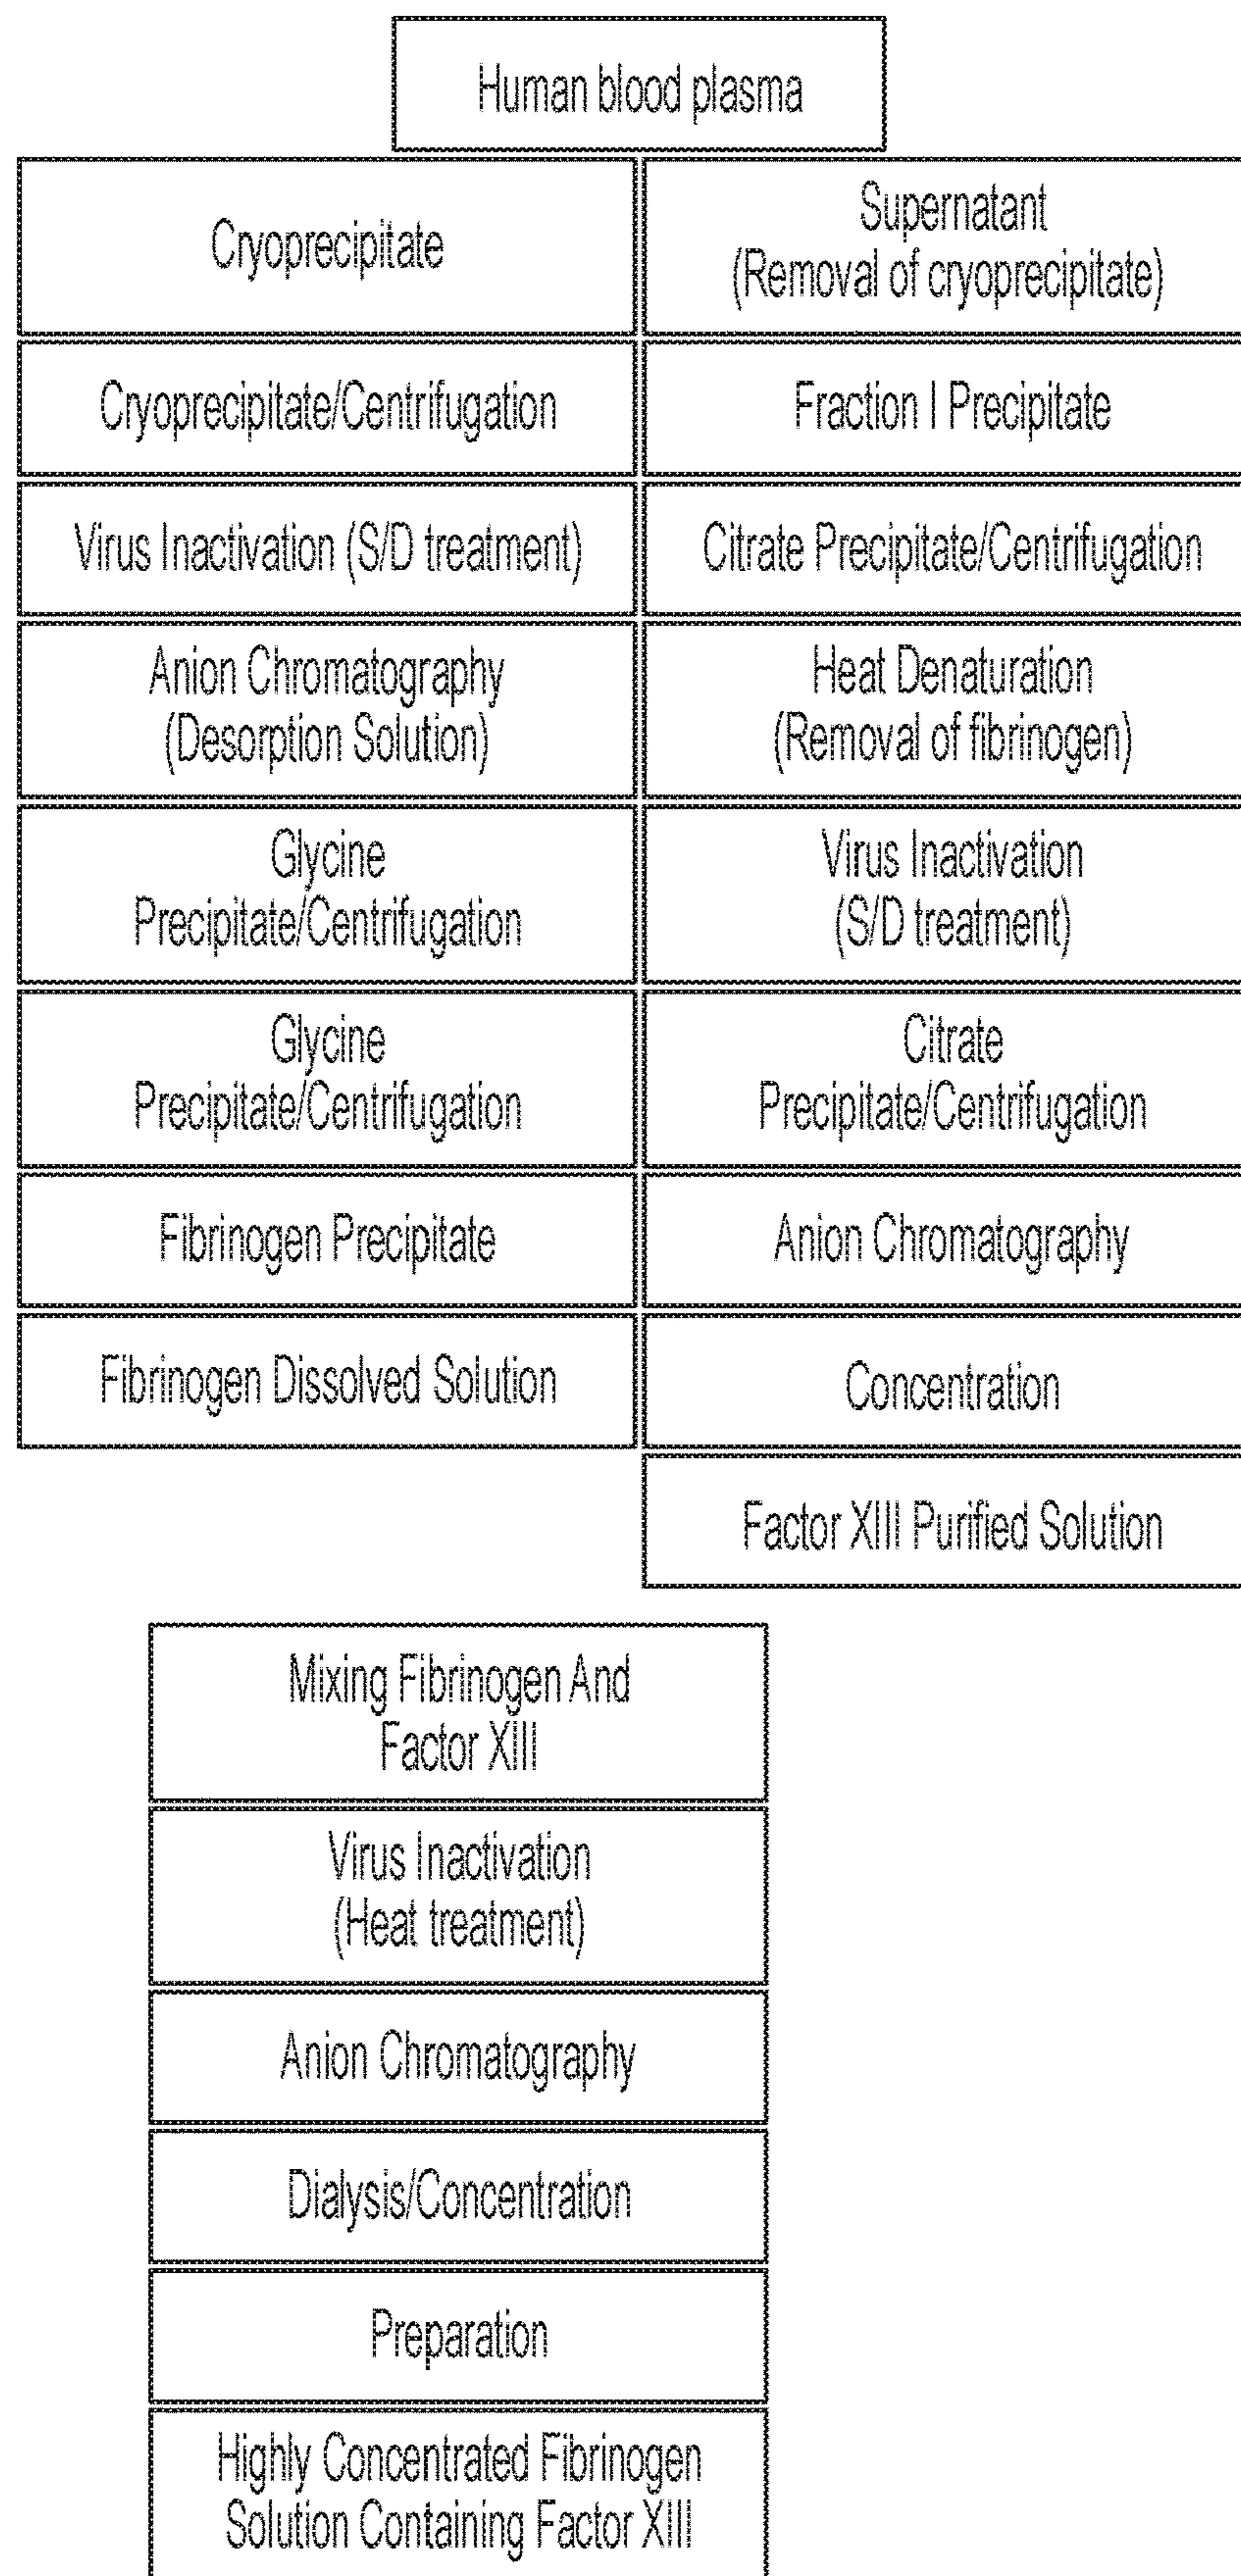 Human blood plasma
Cryoprecipitate
Supernatant
(Removal of cryoprecipitate)
Cryoprecipitate/Centrifugation
Fraction I Precipitate
Virus Inactivation (S/D treatment)
Citrate Precipitate/Centrifugation
Anion Chromatography
(Desorption Solution)
Heat Denaturation
(Removal of fibrinogen)
Glycine
Precipitate/Centrifugation
Virus Inactivation
(S/D treatment)
Glycine
Precipitate/Centrifugation
Citrate
Precipitate/Centrifugation
Fibrinogen Precipitate
Anion Chromatography
Fibrinogen Dissolved Solution
Concentration
Factor XIII Purified Solution
Mixing Fibrinogen And
Factor XIII
Virus Inactivation
(Heat treatment)
Anion Chromatography
Dialysis/Concentration
Preparation
Highly Concentrated Fibrinogen
Solution Containing Factor XIII